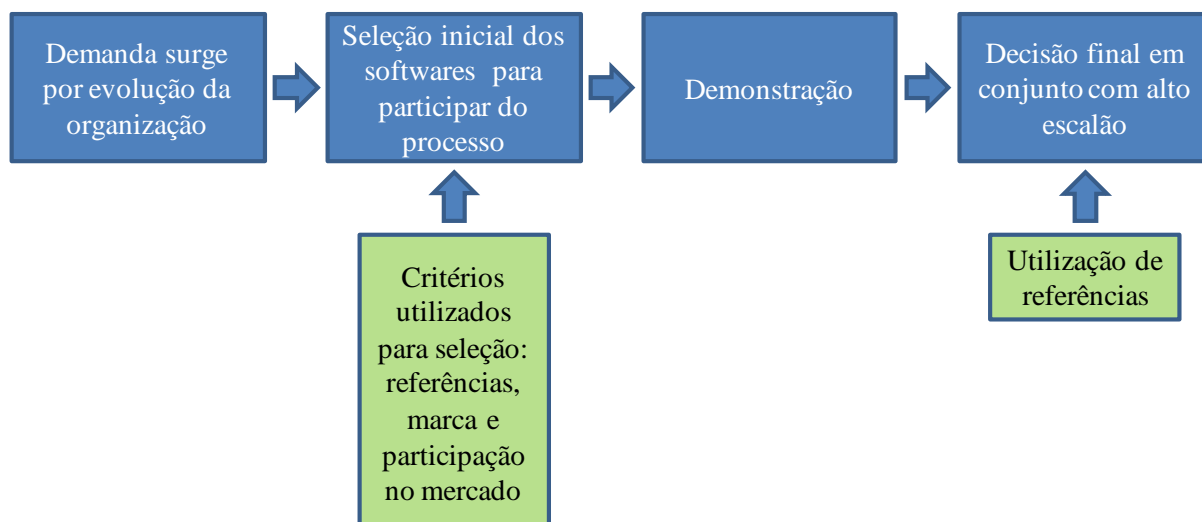 Demanda surge
por evolução da
organização
Seleção inicial dos
softwares para
participar do
processo
Demonstração
Decisão final em
conjunto com alto
escalão
Critérios
utilizados
para seleção:
referências,
marca e
participação
no mercado
Utilização de
referências